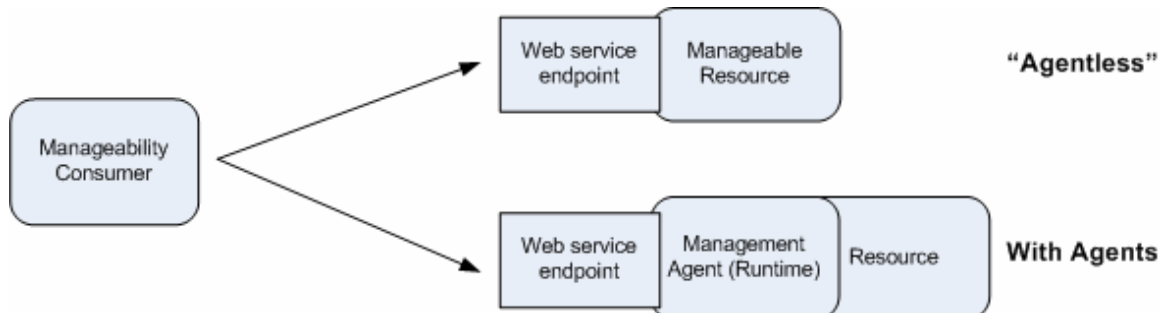 Manageability
Consumer
Web service
endpoint
Manageable
Resource
“Agentless”
Web service
endpoint
Management
Agent (Runtime)
Resource
With Agents